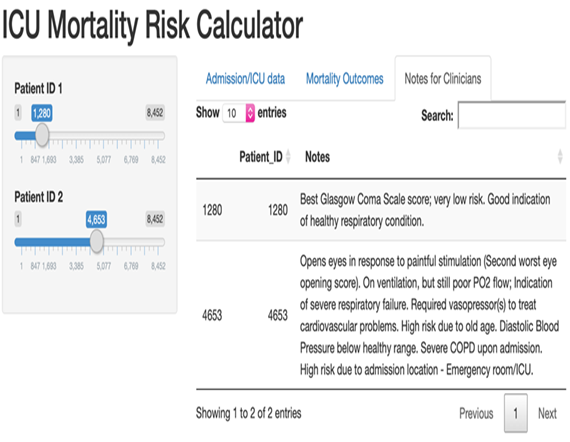 ICU Mortality Risk Calculator
Patient ID 1
1 1,280 8,452
1 847 1,693 3,385 5,077 6,769 8,452
Patient ID 2
1 4,653 8,452
1 847 1,693 3,385 5,077 6,769 8,452
Admission/ICU data Mortality Outcomes Notes for Clinicians
Show 10 entries Search:
Patient_ID Notes
1280 1280 Best Glasgow Coma Scale score; very low risk. Good indication
of healthy respiratory condition.
4653 4653 Opens eyes in response to painful stimulation (Second worst eye
opening score). On ventilation, but still poor PO2 flow; Indication
of severe respiratory failure. Required vasopressor(s) to treat
cardiovascular problems. High risk due to old age. Diastolic Blood
Pressure below healthy range. Severe COPD upon admission.
High risk due to admission location - Emergency room/ICU.
Showing 1 to 2 of 2 entries Previous 1 Next